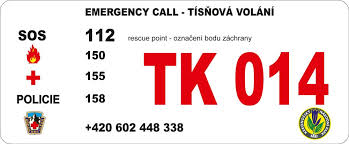 EMERGENCY CALL - TÍSŇOVÁ VOLÁNÍ
SOS 112 rescue point - označení bodu záchrany
150
155
POLICIE 158
TK 014
+420 602 448 338